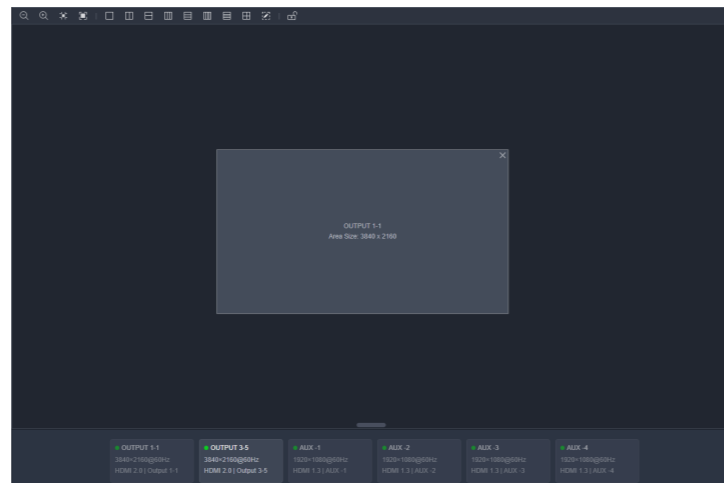 OUTPUT 1-1
Area Size: 3840 x 2160
OUTPUT 1-1
3840×2160@60Hz
HDMI 2.0 | Output 1-1
OUTPUT 3-5
3840×2160@60Hz
HDMI 2.0 | Output 3-5
AUX -1
1920×1080@60Hz
HDMI 1.3 | AUX -1
AUX -2
1920×1080@60Hz
HDMI 1.3 | AUX -2
AUX -3
1920×1080@60Hz
HDMI 1.3 | AUX -3
AUX -4
1920×1080@60Hz
HDMI 1.3 | AUX -4